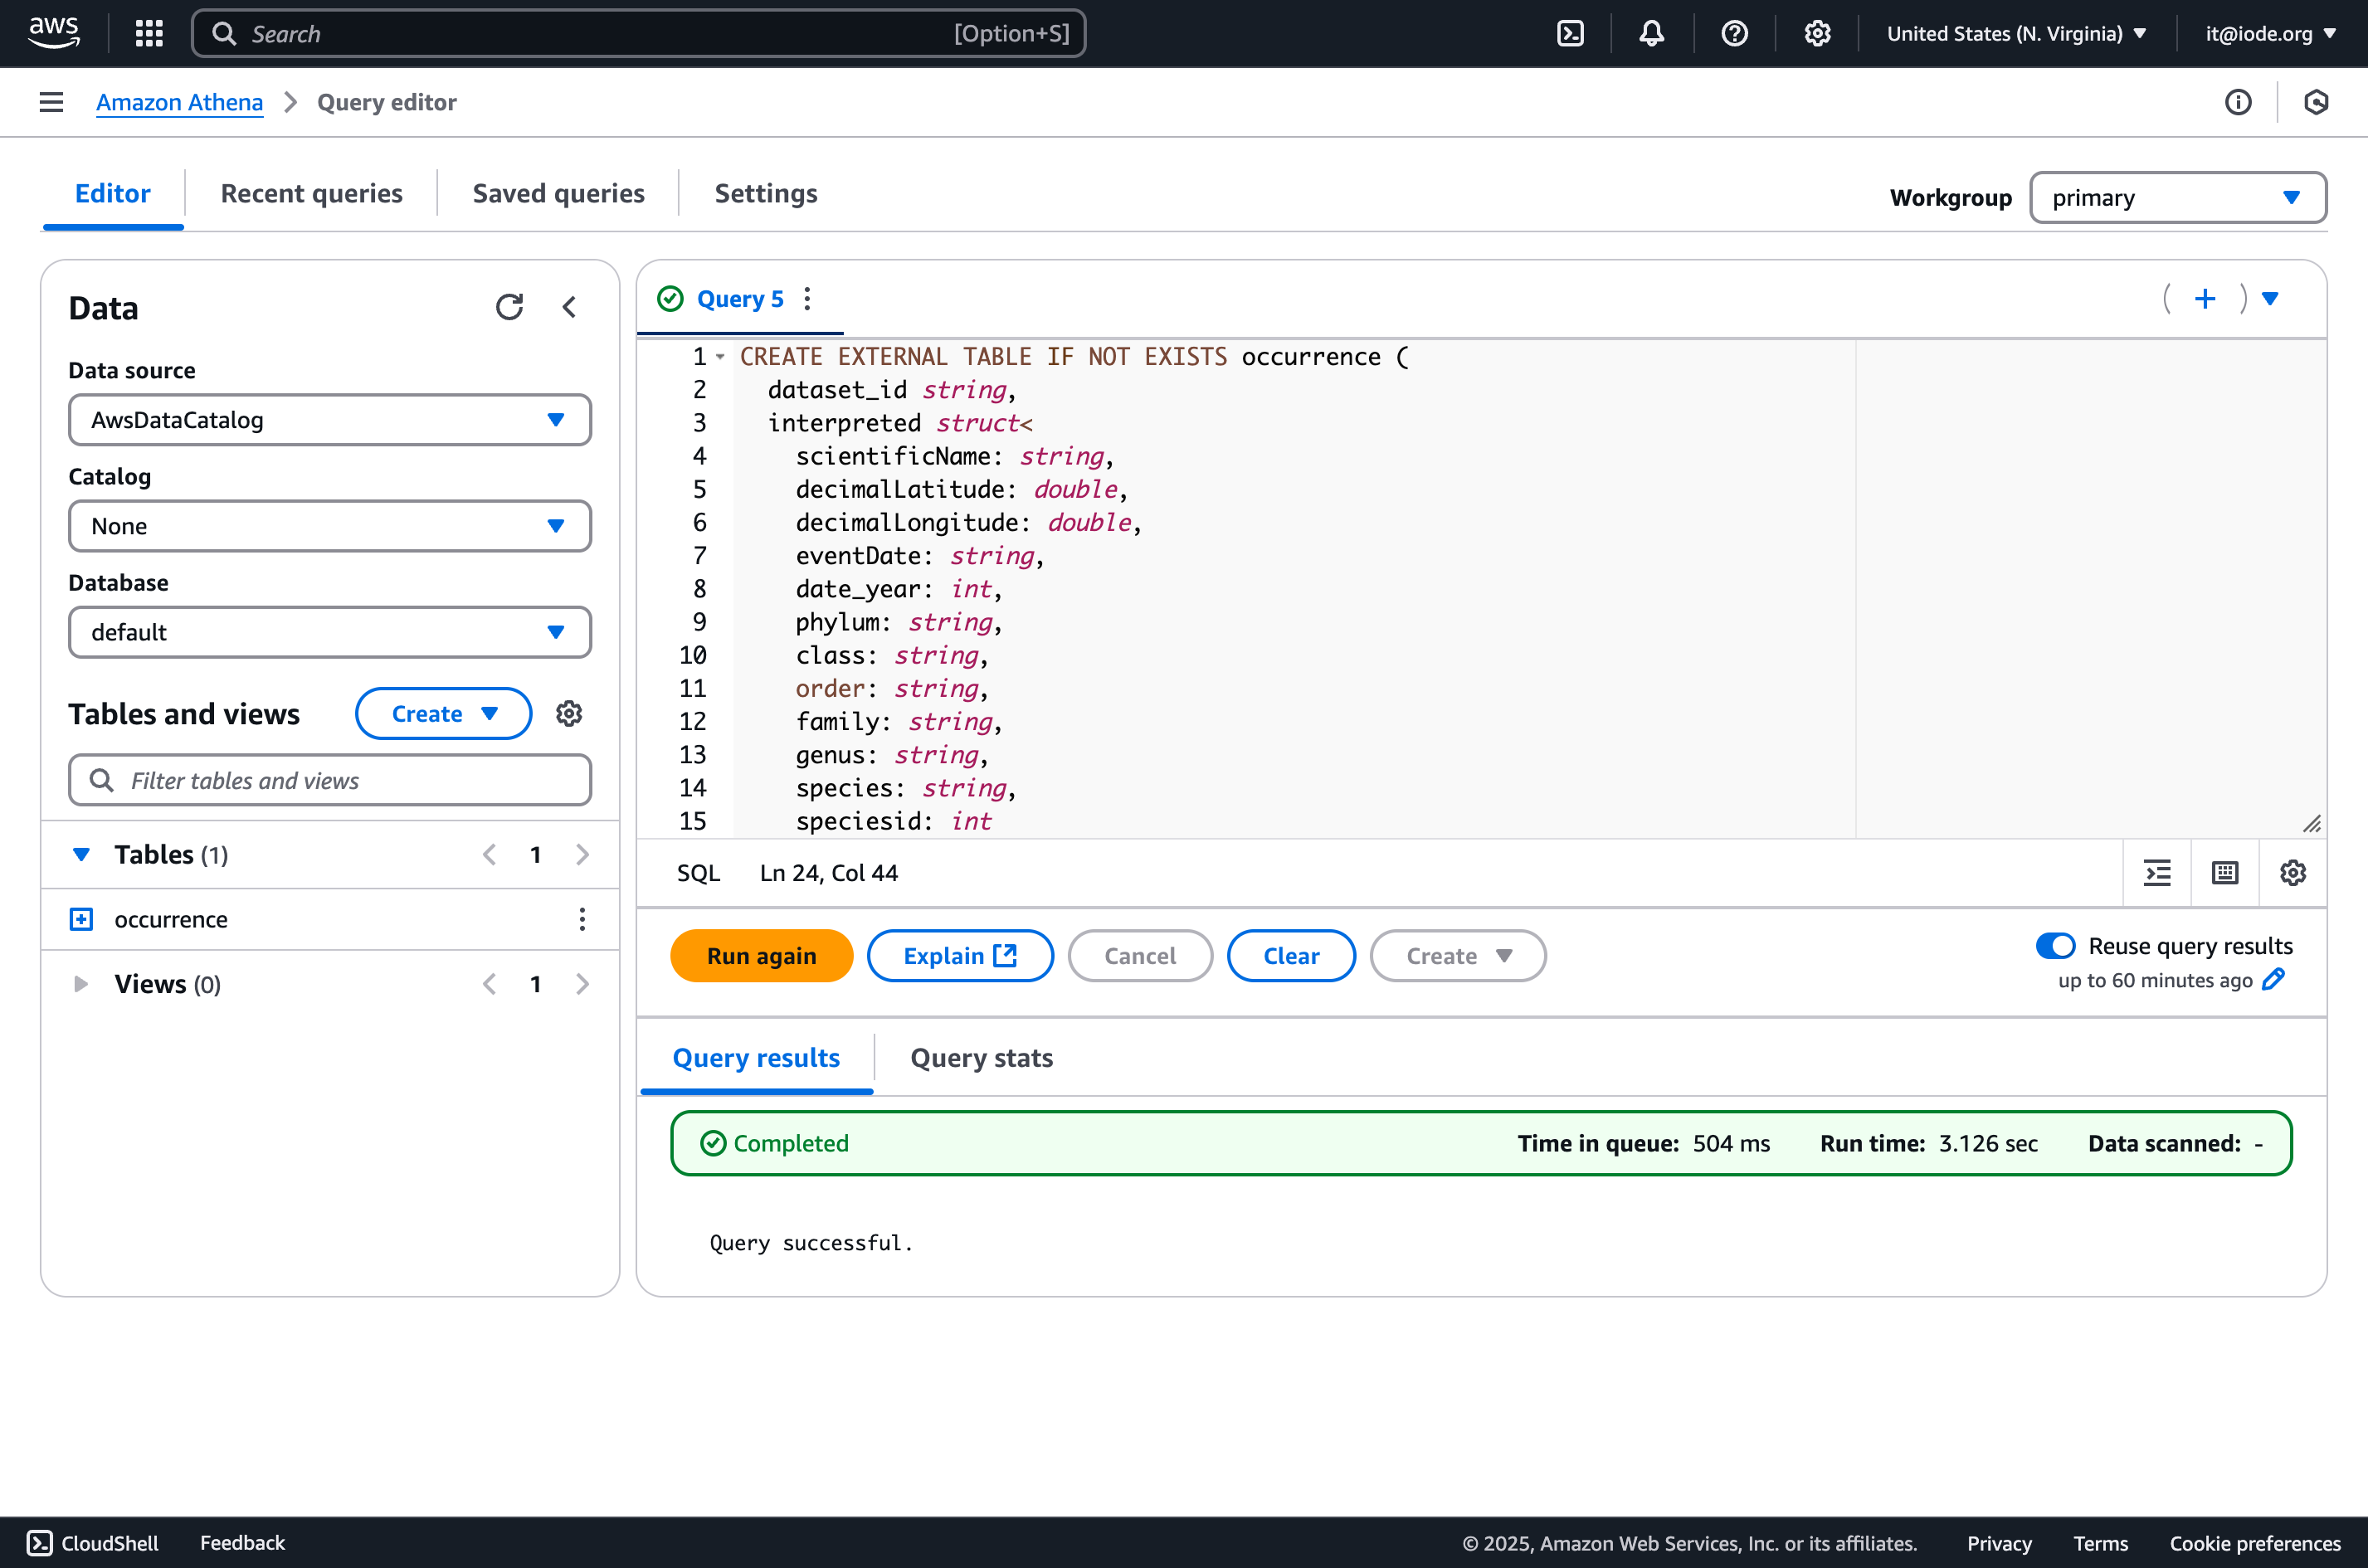 aws
Search [Option+S]
United States (N. Virginia)
it@iode.org
Amazon Athena > Query editor
Editor
Recent queries
Saved queries
Settings
Workgroup
primary
Data
Data source
AwsDataCatalog
Catalog
None
Database
default
Tables and views
Create
Filter tables and views
Tables (1)
1
occurrence
Views (0)
1
Query 5
1 CREATE EXTERNAL TABLE IF NOT EXISTS occurrence (
2 dataset_id string,
3 interpreted struct<
4 scientificName: string,
5 decimalLatitude: double,
6 decimalLongitude: double,
7 eventDate: string,
8 date_year: int,
9 phylum: string,
10 class: string,
11 order: string,
12 family: string,
13 genus: string,
14 species: string,
15 speciesid: int
SQL
Ln 24, Col 44
Run again
Explain
Cancel
Clear
Create
Reuse query results
up to 60 minutes ago
Query results
Query stats
Completed
Time in queue: 504 ms
Run time: 3.126 sec
Data scanned: -
Query successful.
CloudShell
Feedback
© 2025, Amazon Web Services, Inc. or its affiliates.
Privacy
Terms
Cookie preferences